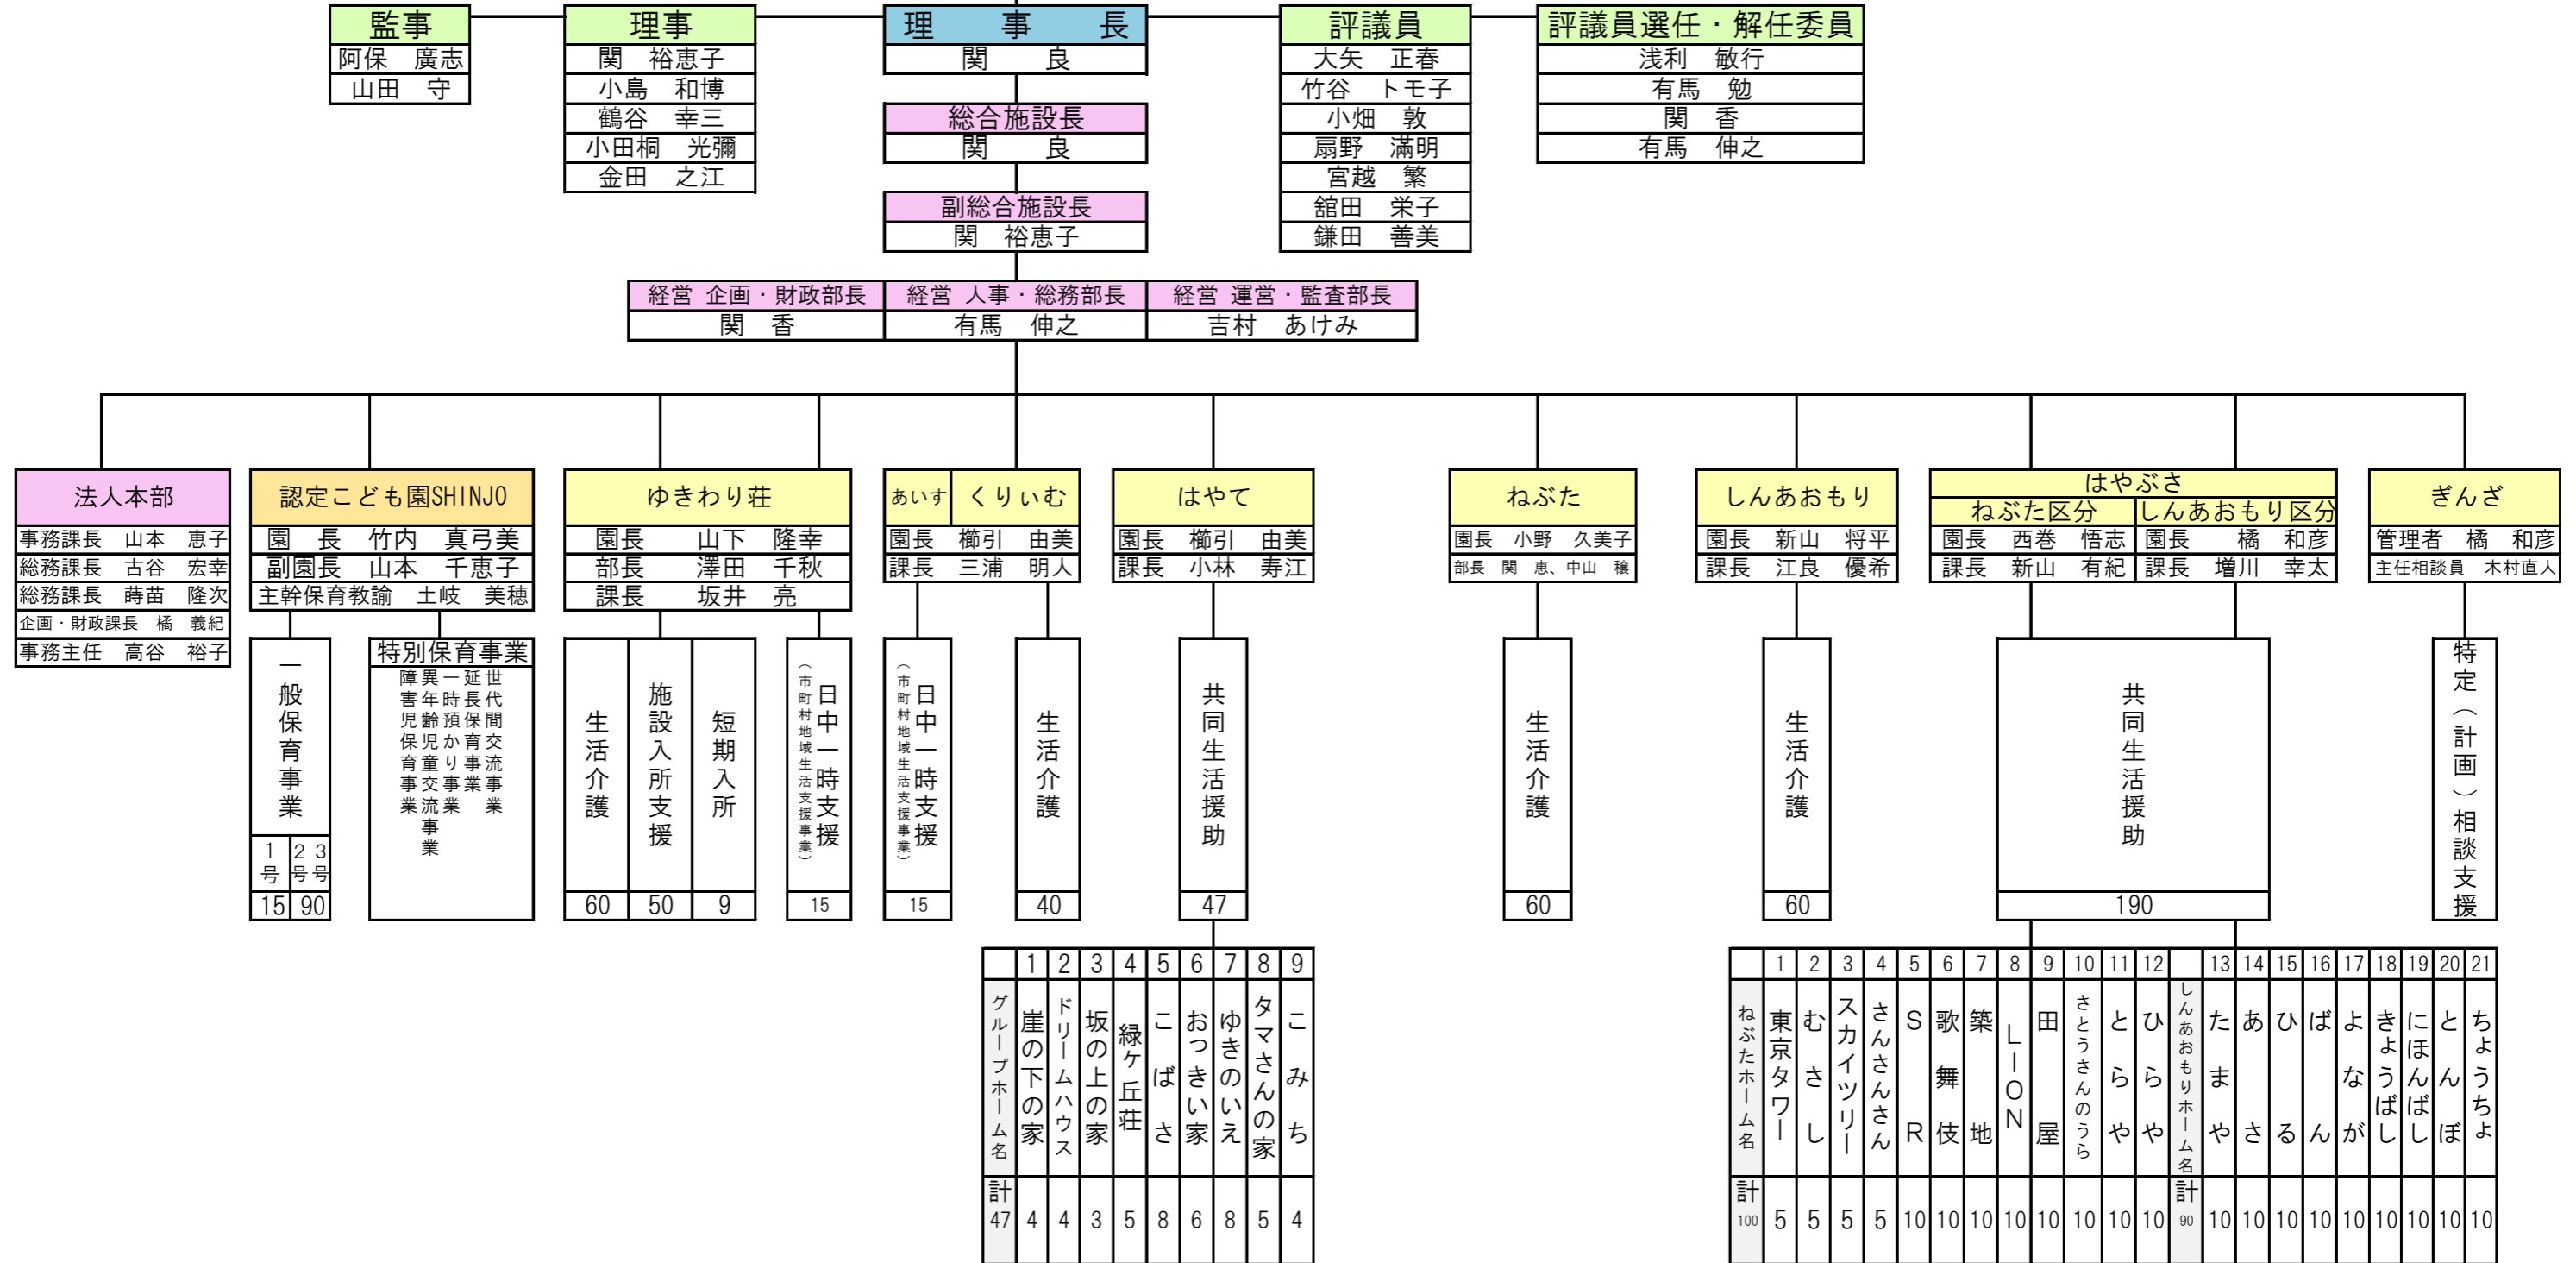 監事
阿保 廣志
山田 守
理事
関 裕恵子
小島 和博
鶴谷 幸三
小田桐 光彌
金田 之江
理事長
関 良
総合施設長
関 良
副総合施設長
関 裕恵子
評議員
大矢 正春
竹谷 トモ子
小畑 敦
扇野 滿明
宮越 繁
舘田 栄子
鎌田 善美
評議員選任・解任委員
浅利 敏行
有馬 勉
関 香
有馬 伸之
経営 企画・財政部長 経営 人事・総務部長 経営 運営・監査部長
関 香 有馬 伸之 吉村 あけみ
法人本部
事務課長 山本 恵子
総務課長 古谷 宏幸
総務課長 蒔苗 隆次
企画・財政課長 橘 義紀
事務主任 高谷 裕子
認定こども園SHINJO
園長 竹内 真弓美
副園長 山本 千恵子
主幹保育教諭 土岐 美穂
一般保育事業
1号 2号 3号
15 90
特別保育事業
世代間交流事業
延長保育事業
一時預かり事業
異年齢児童交流事業
障害児保育事業
ゆきわり荘
園長 山下 隆幸
部長 澤田 千秋
課長 坂井 亮
生活介護
60
施設入所支援
50
短期入所
9
日中一時支援
（市町村地域生活支援事業）
15
あいす くりぃむ
園長 櫛引 由美
課長 三浦 明人
日中一時支援
（市町村地域生活支援事業）
15
生活介護
40
はやて
園長 櫛引 由美
課長 小林 寿江
共同生活援助
47
ねぶた
園長 小野 久美子
部長 関 恵、中山 穣
生活介護
60
しんあおもり
園長 新山 将平
課長 江良 優希
生活介護
60
はやぶさ
ねぶた区分 しんあおもり区分
園長 西巻 悟志 園長 橘 和彦
課長 新山 有紀 課長 増川 幸太
共同生活援助
190
ぎんざ
管理者 橘 和彦
主任相談員 木村直人
特定（計画）相談支援
1 2 3 4 5 6 7 8 9
グループホーム名
崖の下の家
ドリームハウス
坂の上の家
緑ヶ丘荘
こばさ
おっきい家
ゆきのいえ
タマさんの家
こみち
計
47 4 4 3 5 8 6 8 5 4
1 2 3 4 5 6 7 8 9 10 11 12 13 14 15 16 17 18 19 20 21
ねぶたホーム名
東京タワー
むさし
スカイツリー
さんさんさん
SR
歌舞伎
築地
LION
田屋
さとうさんのうら
とらや
ひらや
しんあおもりホーム名
たまや
あさ
ひる
ばん
よなが
きょうばし
にほんばし
とんぼ
ちょうちょ
計 計
100 5 5 5 5 10 10 10 10 10 10 10 10 90 10 10 10 10 10 10 10 10 10